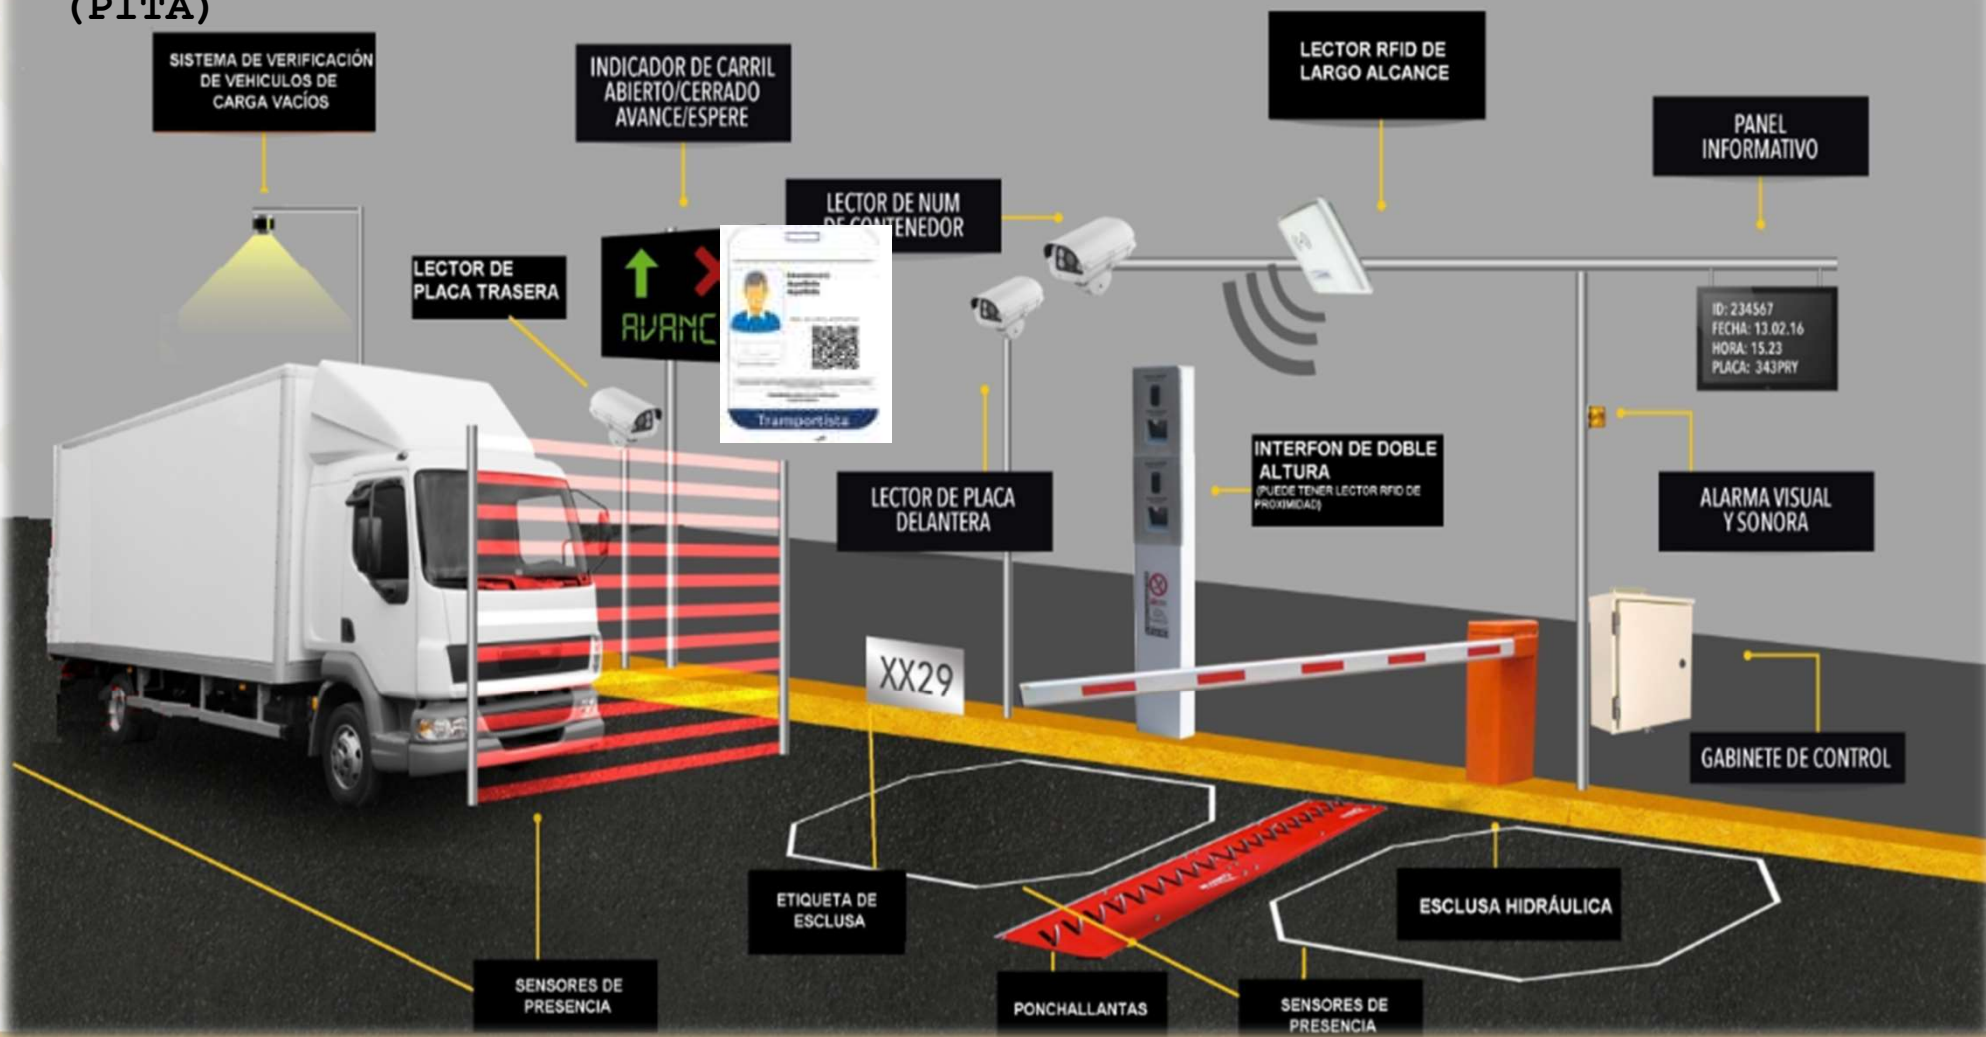 (PITA)
SISTEMA DE VERIFICACIÓN
DE VEHICULOS DE
CARGA VACÍOS
INDICADOR DE CARRIL
ABIERTO/CERRADO
AVANCE/ESPERE
LECTOR RFID DE
LARGO ALCANCE
PANEL
INFORMATIVO
LECTOR DE NUM
DE CONTENEDOR
LECTOR DE
PLACA TRASERA
AVANC
Transportista
ID: 234567
FECHA: 13.02.16
HORA: 15.23
PLACA: 343PRY
LECTOR DE PLACA
DELANTERA
INTERFON DE DOBLE
ALTURA
(PUEDE TENER LECTOR RFID DE
PROXIMIDAD)
ALARMA VISUAL
Y SONORA
XX29
GABINETE DE CONTROL
ETIQUETA DE
ESCLUSA
ESCLUSA HIDRÁULICA
SENSORES DE
PRESENCIA
PONCHALLANTAS
SENSORES DE
PRESENCIA